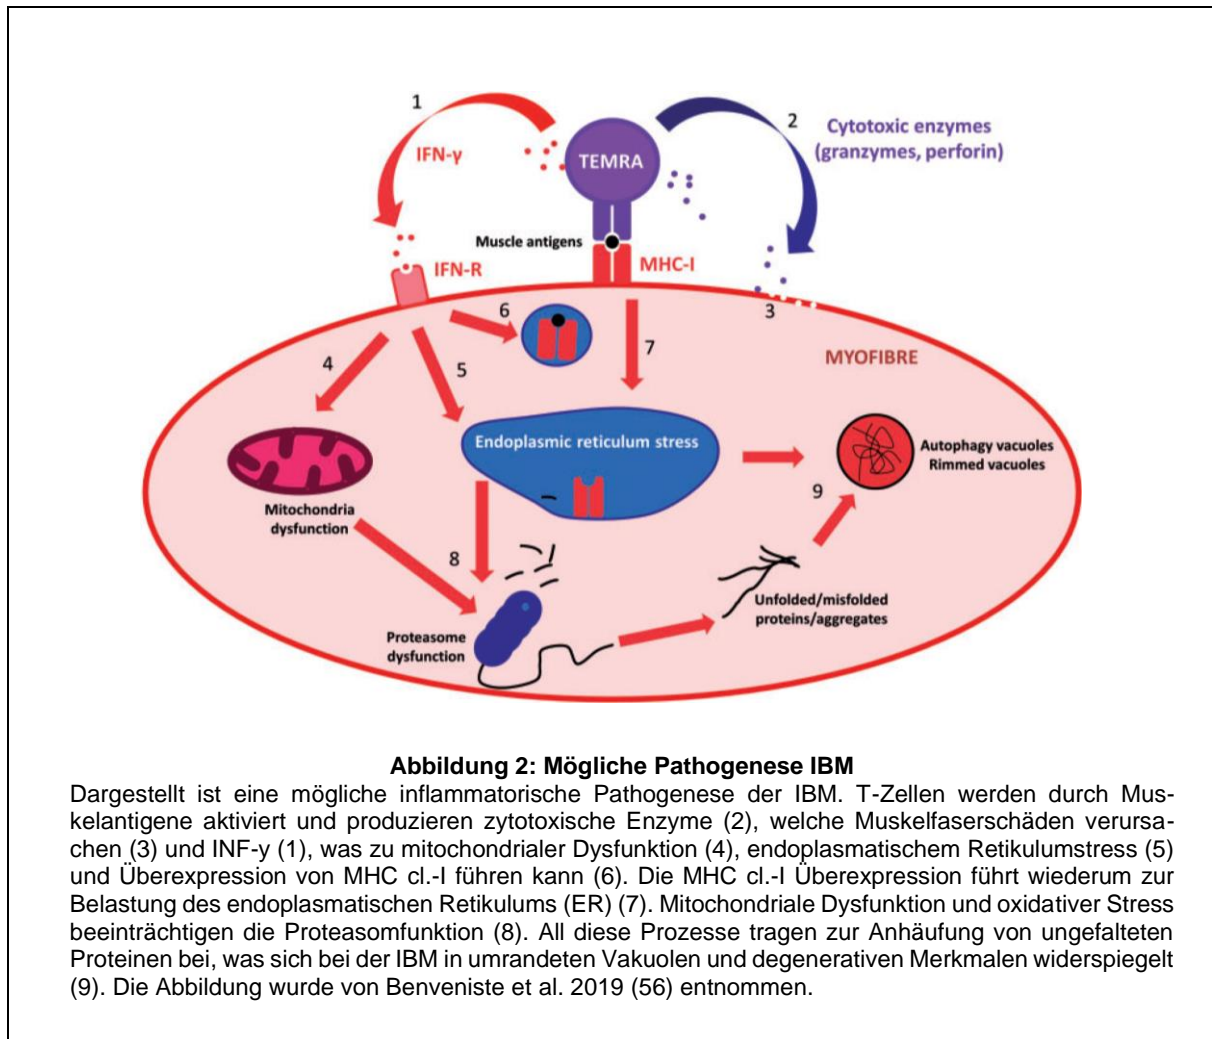 1
2
Cytotoxic enzymes
(granzymes, perforin)
IFN-γ
TEMRA
Muscle antigens
IFN-R
MHC-I
6
3
7
MYOFIBRE
4
5
Endoplasmic reticulum stress
Autophagy vacuoles
Rimmed vacuoles
9
Mitochondria
dysfunction
8
Unfolded/misfolded
proteins/aggregates
Proteasome
dysfunction
Abbildung 2: Mögliche Pathogenese IBM
Dargestellt ist eine mögliche inflammatorische Pathogenese der IBM. T-Zellen werden durch Mus-
kelantigene aktiviert und produzieren zytotoxische Enzyme (2), welche Muskelfaserschäden verursa-
chen (3) und INF-y (1), was zu mitochondrialer Dysfunktion (4), endoplasmatischem Retikulumstress (5)
und Überexpression von MHC cl.-I führen kann (6). Die MHC cl.-I Überexpression führt wiederum zur
Belastung des endoplasmatischen Retikulums (ER) (7). Mitochondriale Dysfunktion und oxidativer Stress
beeinträchtigen die Proteasomfunktion (8). All diese Prozesse tragen zur Anhäufung von ungefalteten
Proteinen bei, was sich bei der IBM in umrandeten Vakuolen und degenerativen Merkmalen widerspiegelt
(9). Die Abbildung wurde von Benveniste et al. 2019 (56) entnommen.